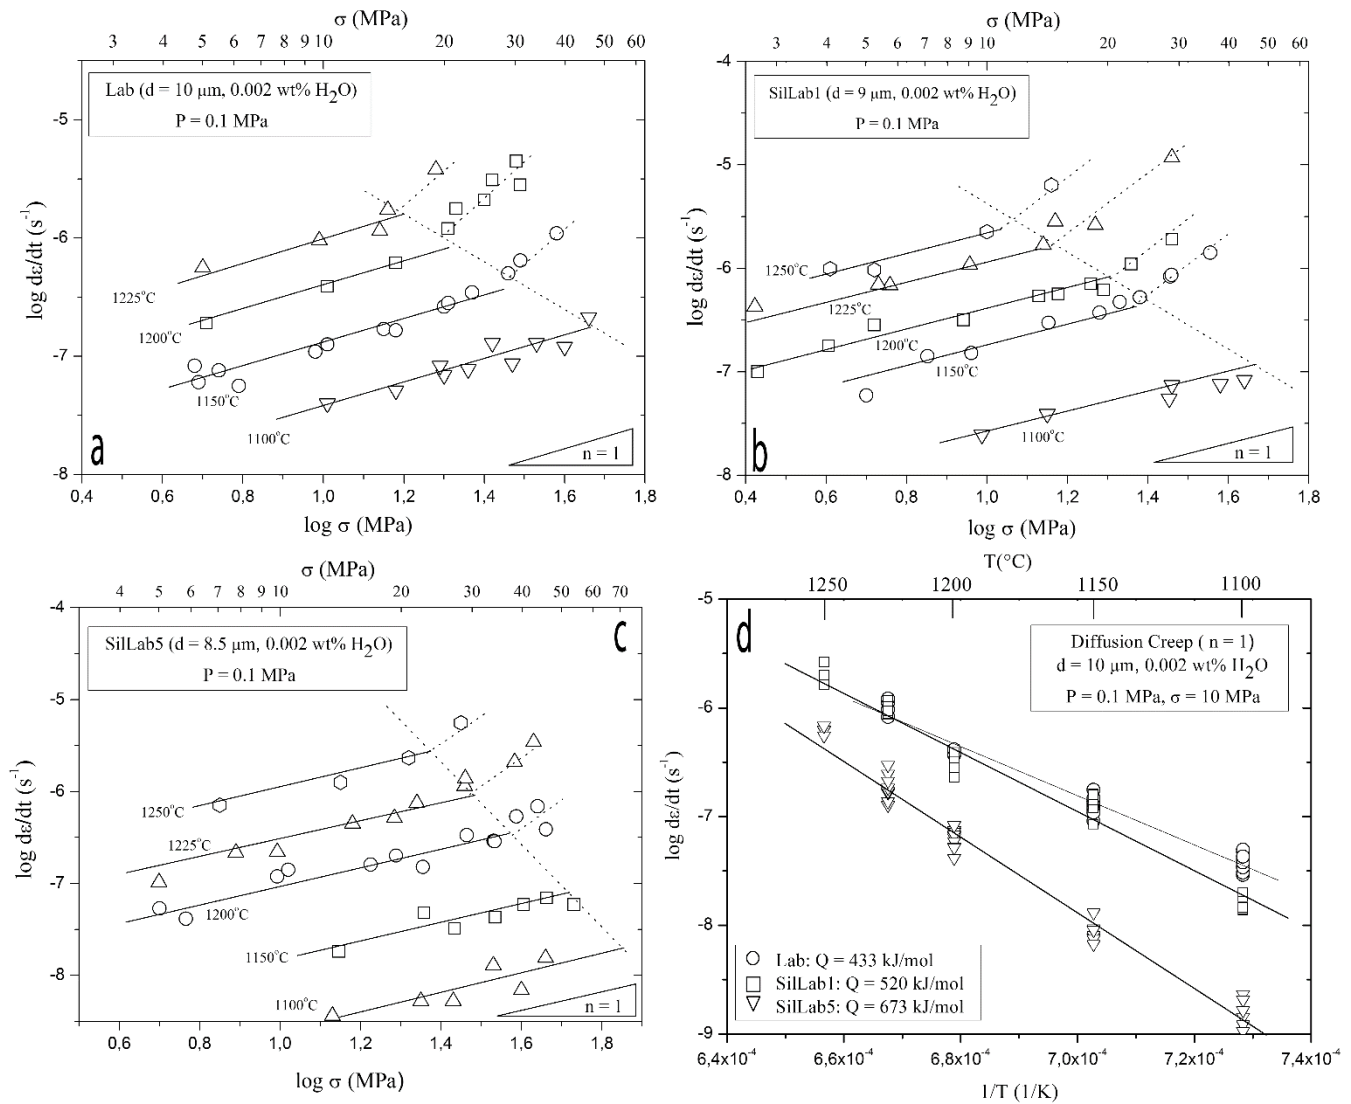 σ (MPa)
3 4 5 6 7 8 9 10 20 30 40 50 60
Lab (d = 10 μm, 0.002 wt% H2O)
P = 0.1 MPa
-5
-6
-7
-8
log dε/dt (s-1)
1225°C
1200°C
1150°C
1100°C
n = 1
a
0,4 0,6 0,8 1,0 1,2 1,4 1,6 1,8
log σ (MPa)
σ (MPa)
3 4 5 6 7 8 9 10 20 30 40 50 60
SilLab1 (d = 9 μm, 0.002 wt% H2O)
P = 0.1 MPa
-4
-5
-6
-7
-8
log dε/dt (s-1)
1250°C
1225°C
1200°C
1150°C
1100°C
n = 1
b
0,4 0,6 0,8 1,0 1,2 1,4 1,6 1,8
log σ (MPa)
σ (MPa)
4 5 6 7 8 9 10 20 30 40 50 60 70
SilLab5 (d = 8.5 μm, 0.002 wt% H2O)
P = 0.1 MPa
c
-4
-5
-6
-7
-8
log dε/dt (s-1)
1250°C
1225°C
1200°C
1150°C
1100°C
n = 1
0,6 0,8 1,0 1,2 1,4 1,6 1,8
log σ (MPa)
T(°C)
1250 1200 1150 1100
d
Diffusion Creep ( n = 1)
d = 10 μm, 0.002 wt% H2O
P = 0.1 MPa, σ = 10 MPa
-5
-6
-7
-8
-9
log dε/dt (s-1)
Lab: Q = 433 kJ/mol
SilLab1: Q = 520 kJ/mol
SilLab5: Q = 673 kJ/mol
6,4x10-4 6,6x10-4 6,8x10-4 7,0x10-4 7,2x10-4 7,4x10-4
1/T (1/K)